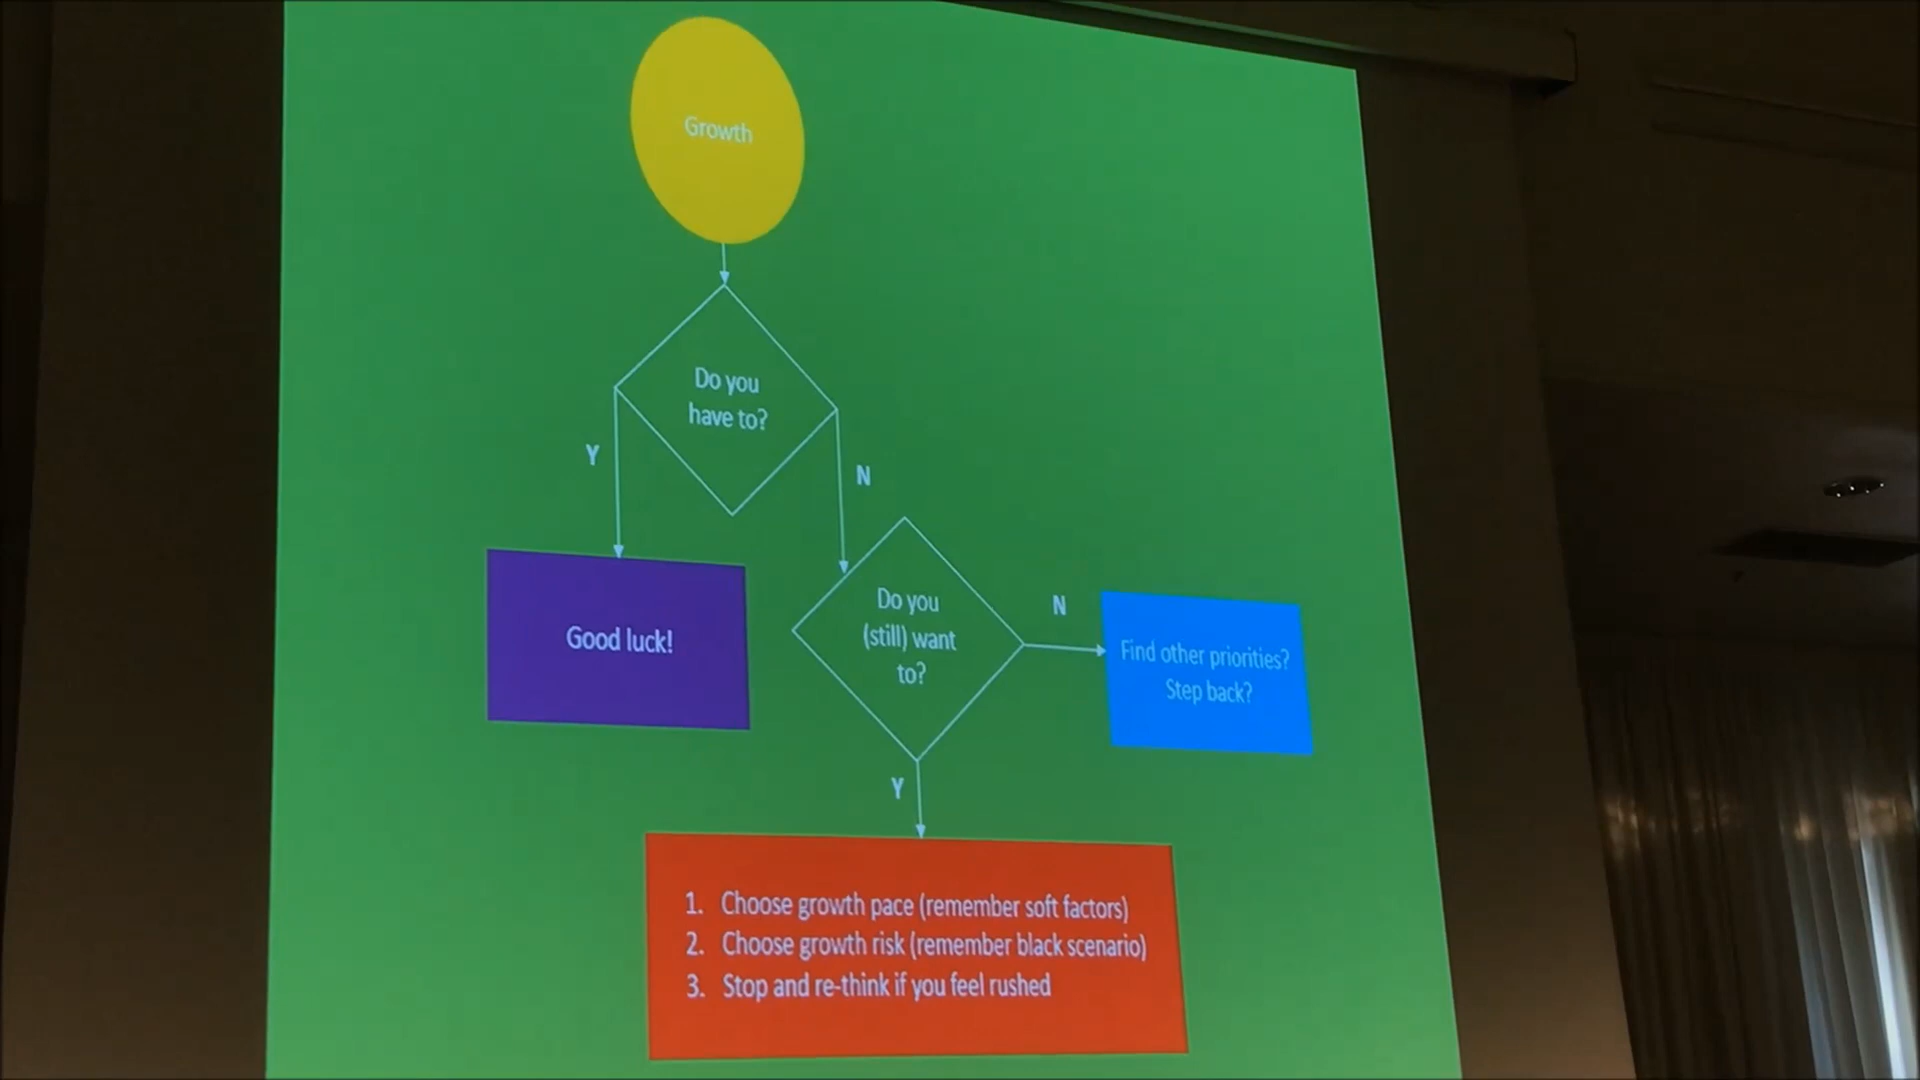 Growth
Do you
have to?
Y
N
Good luck!
Do you
(still) want
to?
N
Find other priorities?
Step back?
Y
1. Choose growth pace (remember soft factors)
2. Choose growth risk (remember black scenario)
3. Stop and re-think if you feel rushed